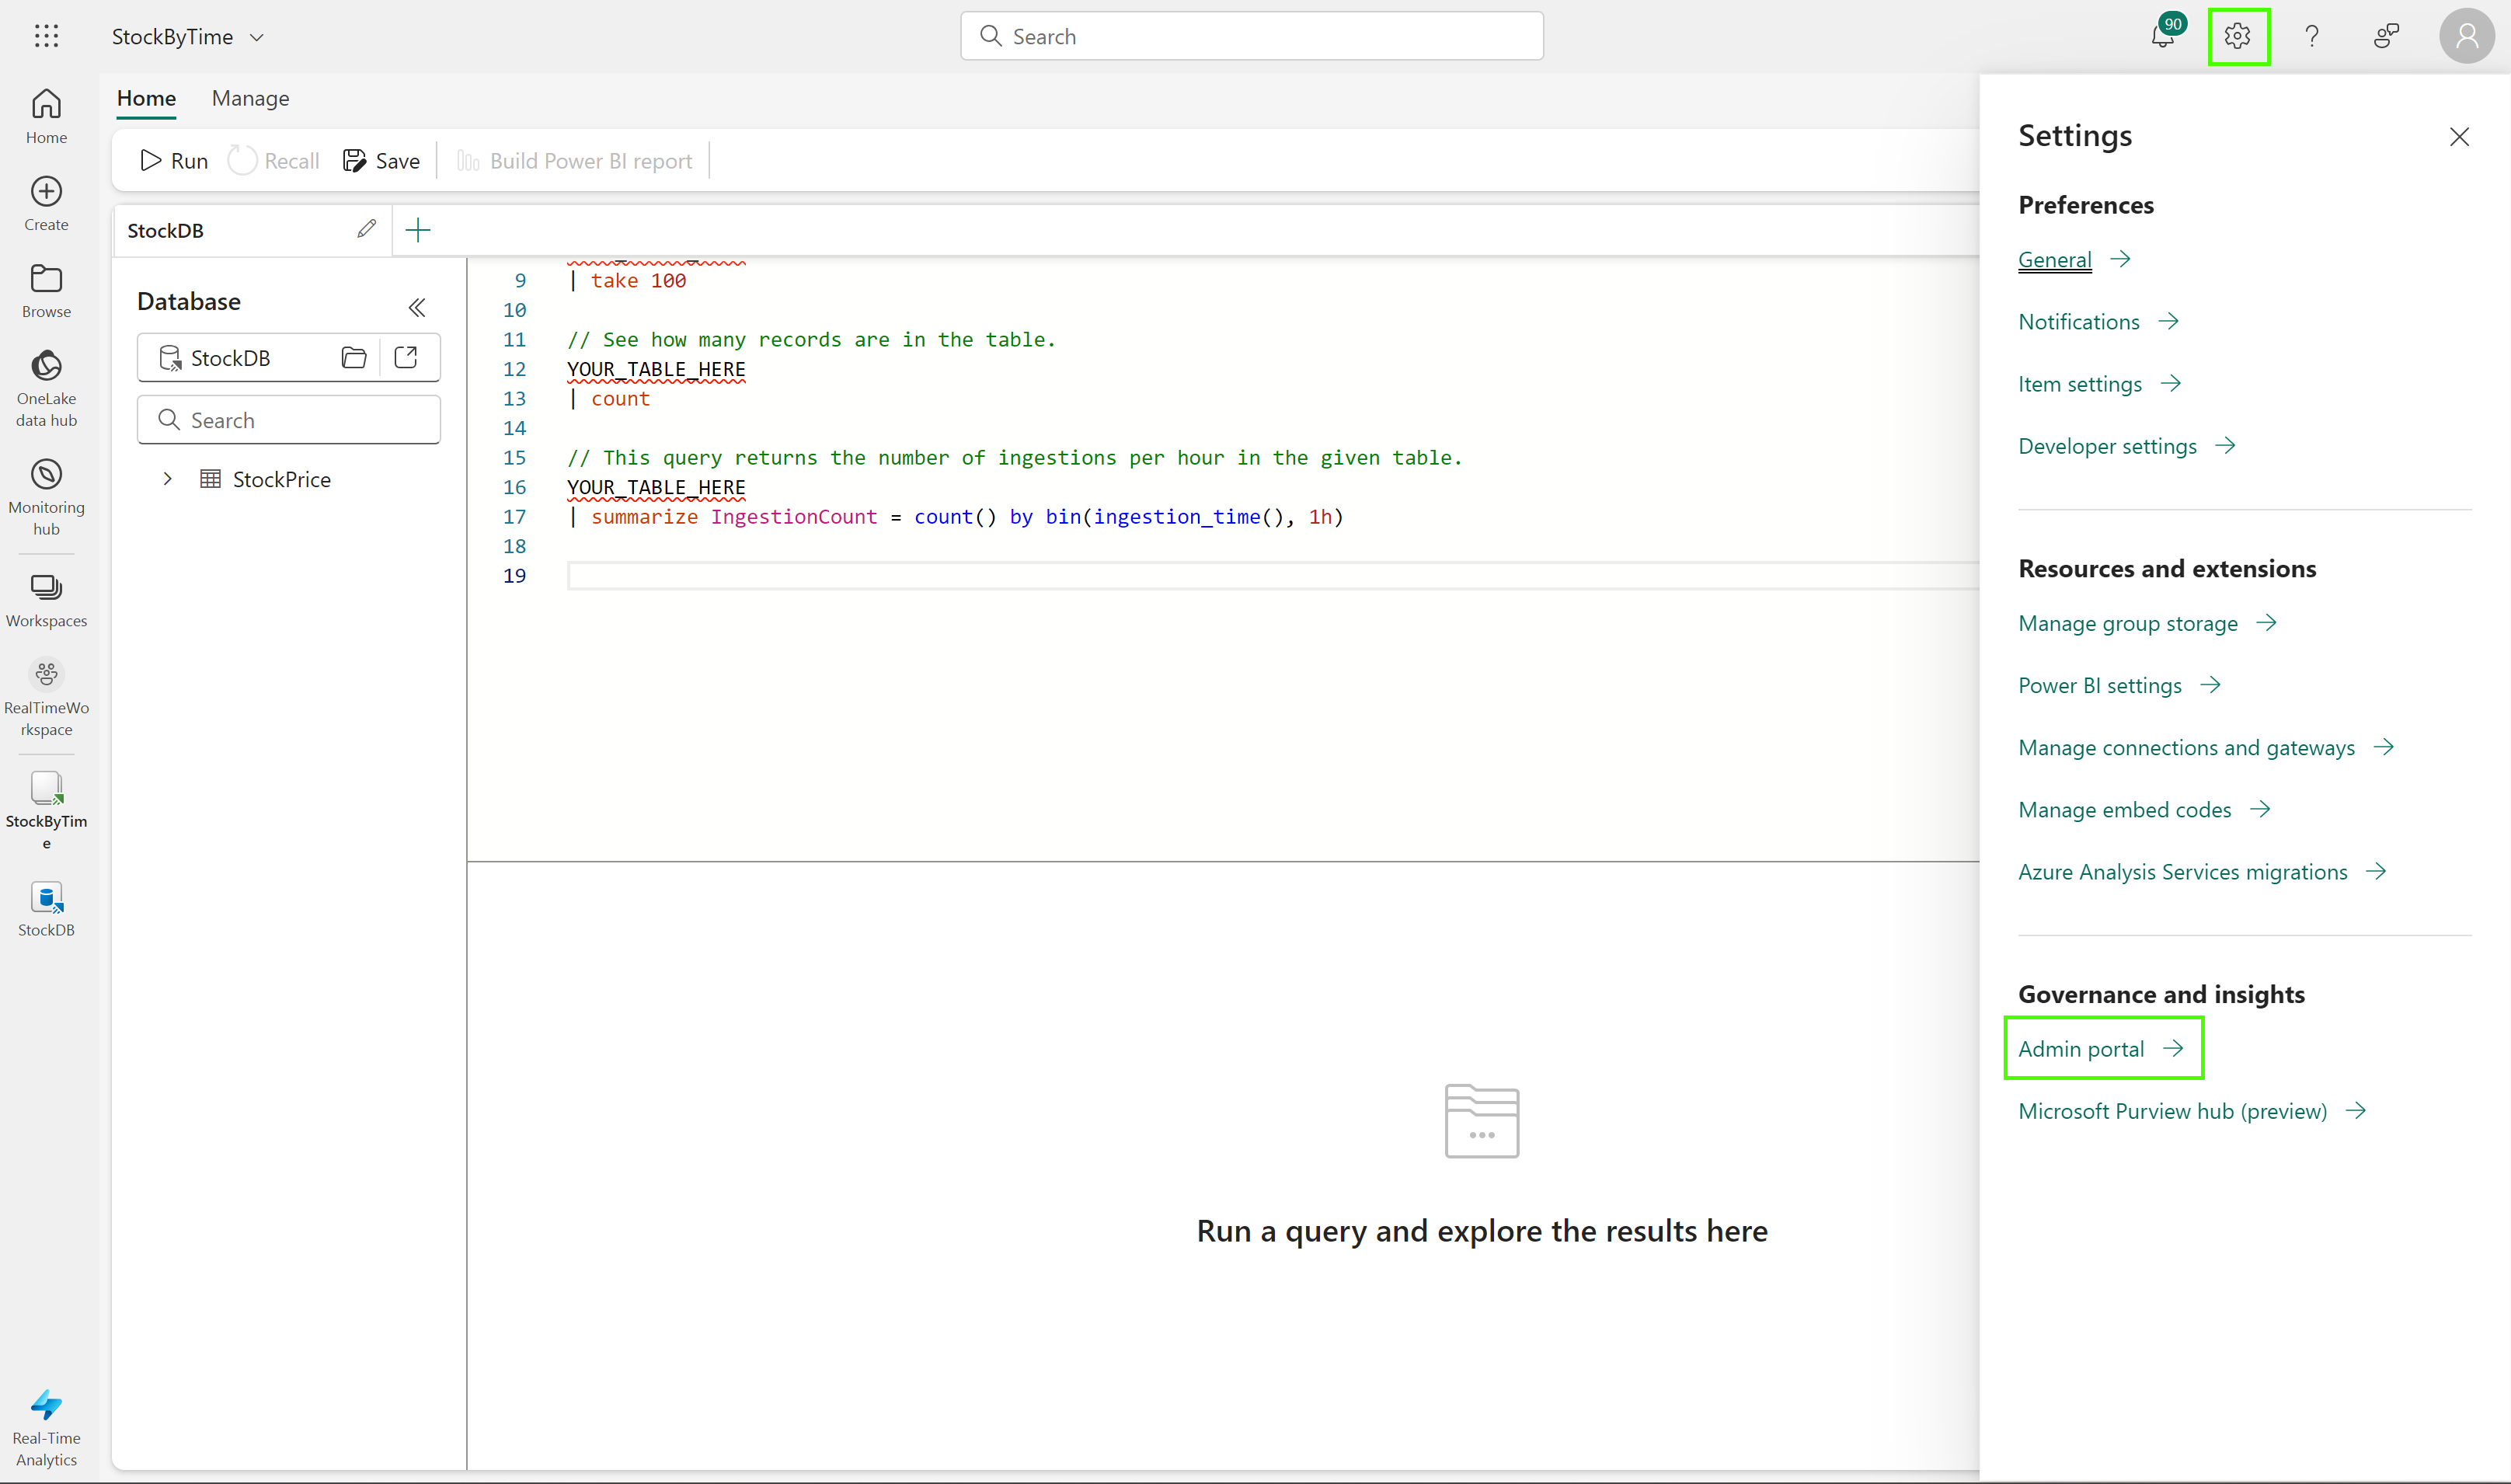 StockByTime
Search
90
Home
Manage
Run
Recall
Save
Build Power BI report
Home
Create
Browse
OneLake
data hub
Monitoring
hub
Workspaces
RealTimeWo
rkspace
StockByTim
e
StockDB
Real-Time
Analytics
StockDB
Database
StockDB
Search
StockPrice
9 | take 100
10
11 // See how many records are in the table.
12 YOUR_TABLE_HERE
13 | count
14
15 // This query returns the number of ingestions per hour in the given table.
16 YOUR_TABLE_HERE
17 | summarize IngestionCount = count() by bin(ingestion_time(), 1h)
18
19
Run a query and explore the results here
Settings
Preferences
General
Notifications
Item settings
Developer settings
Resources and extensions
Manage group storage
Power BI settings
Manage connections and gateways
Manage embed codes
Azure Analysis Services migrations
Governance and insights
Admin portal
Microsoft Purview hub (preview)